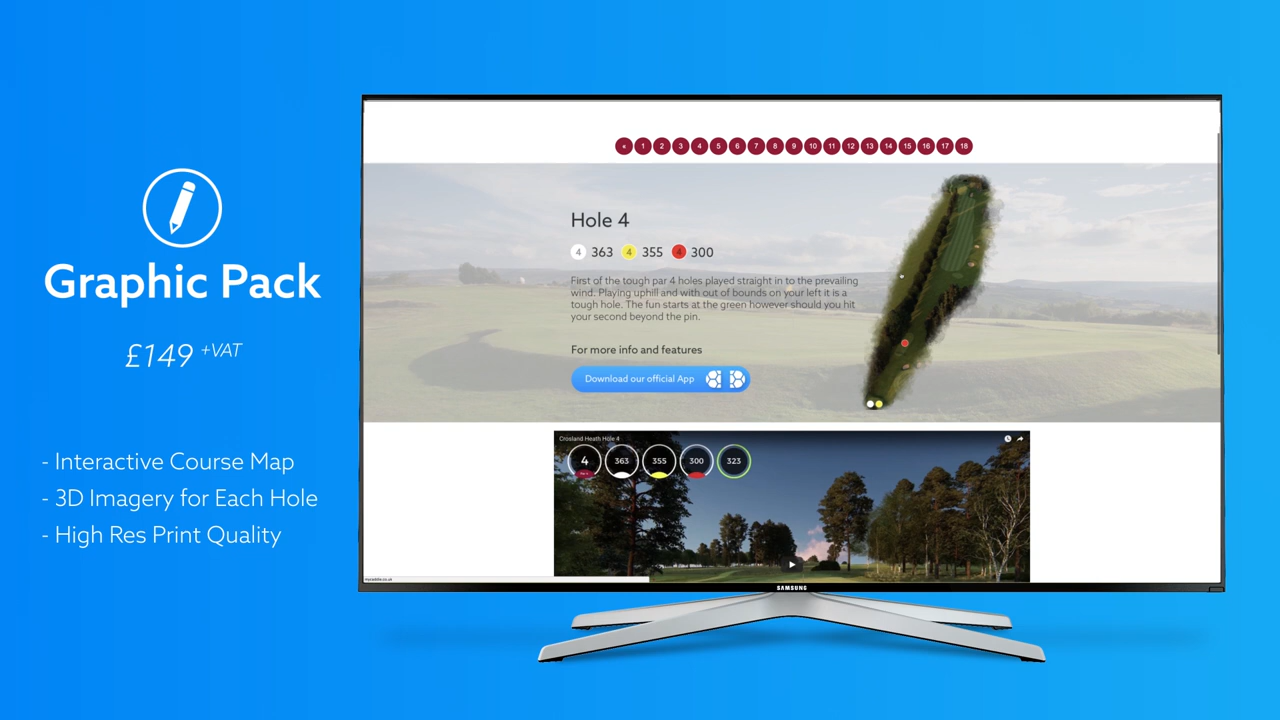 Graphic Pack
£149 +VAT
- Interactive Course Map
- 3D Imagery for Each Hole
- High Res Print Quality
« 1 2 3 4 5 6 7 8 9 10 11 12 13 14 15 16 17 18
Hole 4
4 363 4 355 4 300
First of the tough par 4 holes played straight in to the prevailing
wind. Playing uphill and with out of bounds on your left it is a
tough hole. The fun starts at the green however should you hit
your second beyond the pin.
For more info and features
Download our official App
Crosland Heath Hole 4
4 363 355 300 323
SAMSUNG